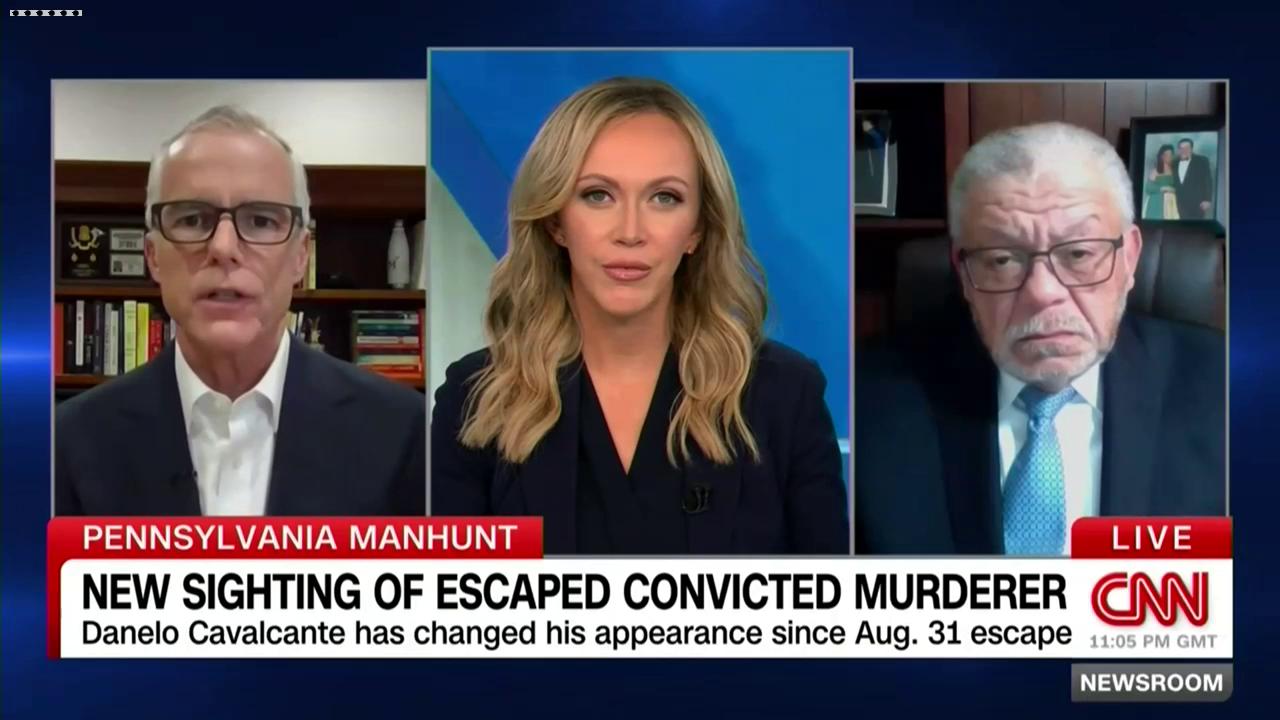 PENNSYLVANIA MANHUNT
LIVE
NEW SIGHTING OF ESCAPED CONVICTED MURDERER
Danelo Cavalcante has changed his appearance since Aug. 31 escape
CNN
11:05 PM GMT
NEWSROOM